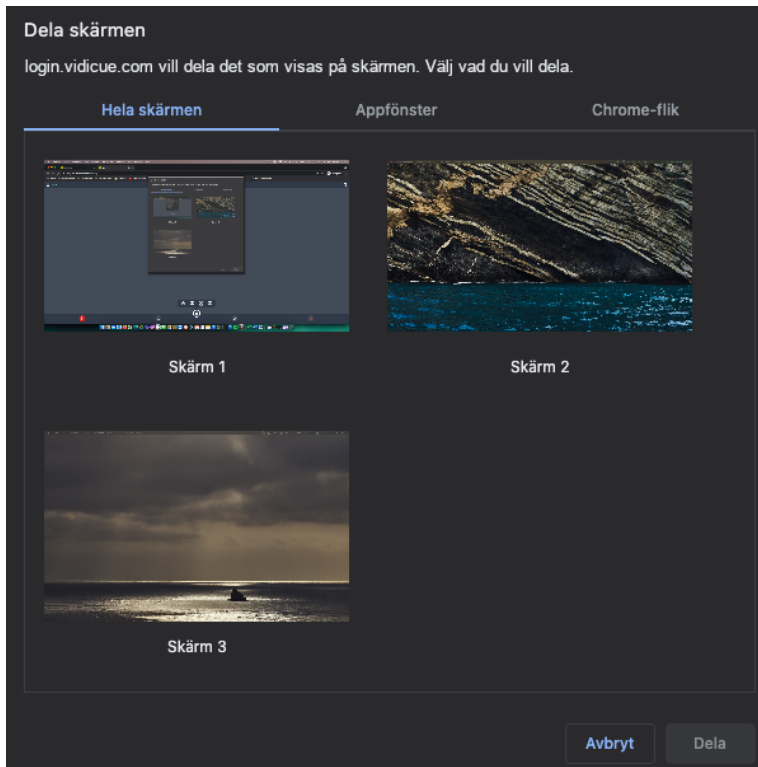 Dela skärmen
login.vidicue.com vill dela det som visas på skärmen. Välj vad du vill dela.
Hela skärmen Appfönster Chrome-flik
Skärm 1 Skärm 2
Skärm 3
Avbryt Dela